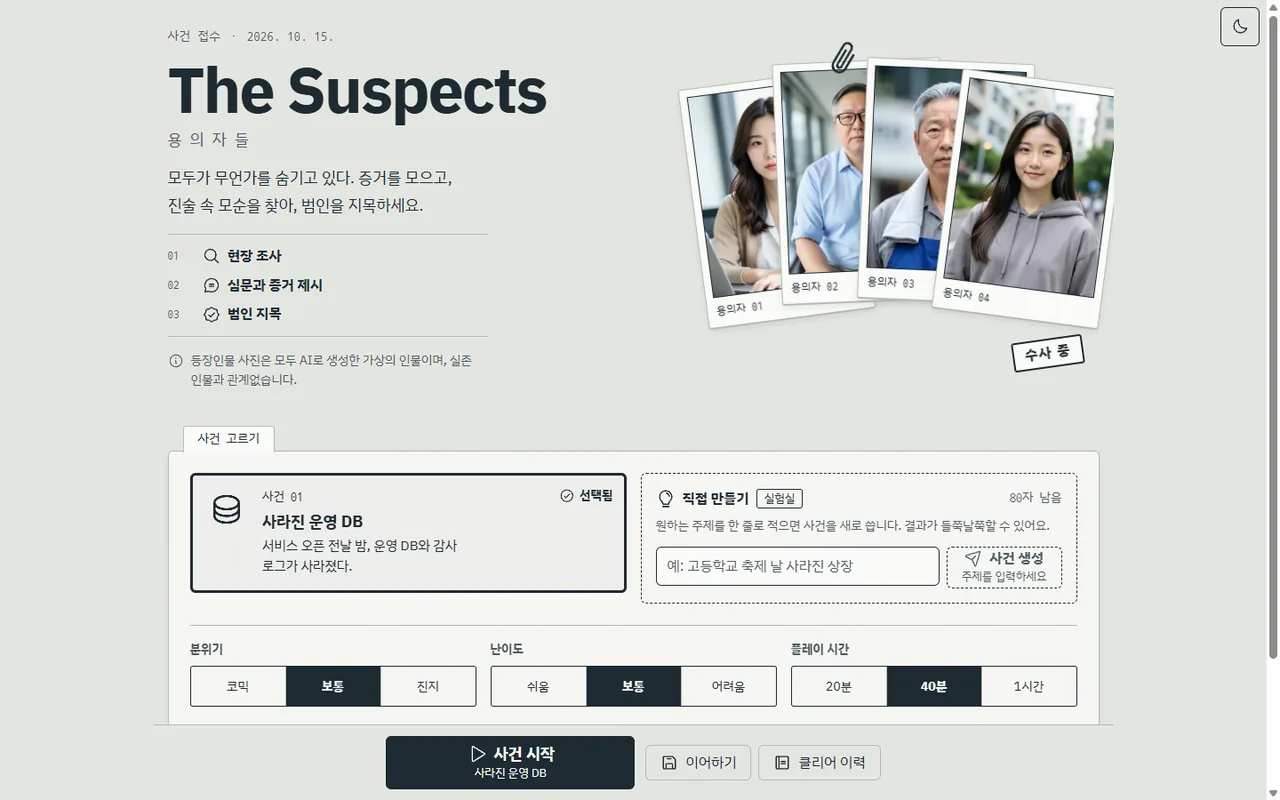 사건 접수 · 2026. 10. 15.
The Suspects
용의자들
모두가 무언가를 숨기고 있다. 증거를 모으고,
진술 속 모순을 찾아, 범인을 지목하세요.
01 현장 조사
02 심문과 증거 제시
03 범인 지목
등장인물 사진은 모두 AI로 생성한 가상의 인물이며, 실존
인물과 관계없습니다.
용의자 01
용의자 02
용의자 03
용의자 04
수사 중
사건 고르기
사건 01
선택됨
사라진 운영 DB
서비스 오픈 전날 밤, 운영 DB와 감사
로그가 사라졌다.
직접 만들기 실험실
80자 남음
원하는 주제를 한 줄로 적으면 사건을 새로 씁니다. 결과가 들쭉날쭉할 수 있어요.
예: 고등학교 축제 날 사라진 상장
사건 생성
주제를 입력하세요
분위기
코믹 보통 진지
난이도
쉬움 보통 어려움
플레이 시간
20분 40분 1시간
사건 시작
사라진 운영 DB
이어하기
클리어 이력